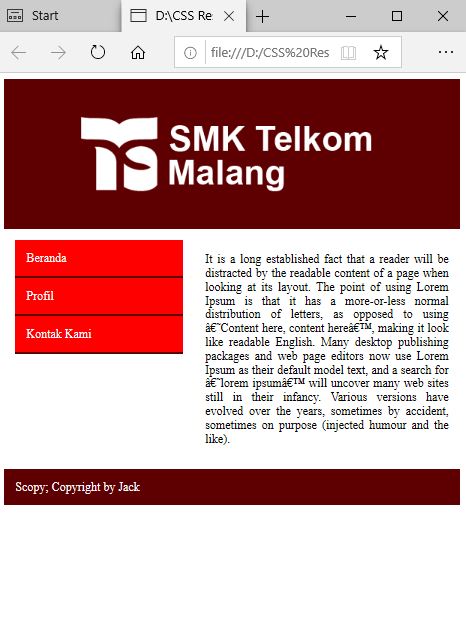 Start
D:\CSS Re
file:///D:/CSS%20Res
SMK Telkom
Malang
Beranda
Profil
Kontak Kami
It is a long established fact that a reader will be
distracted by the readable content of a page when
looking at its layout. The point of using Lorem
Ipsum is that it has a more-or-less normal
distribution of letters, as opposed to using
â€˜Content here, content hereâ€™, making it look
like readable English. Many desktop publishing
packages and web page editors now use Lorem
Ipsum as their default model text, and a search for
â€˜lorem ipsumâ€™ will uncover many web sites
still in their infancy. Various versions have
evolved over the years, sometimes by accident,
sometimes on purpose (injected humour and the
like).
Scopy; Copyright by Jack